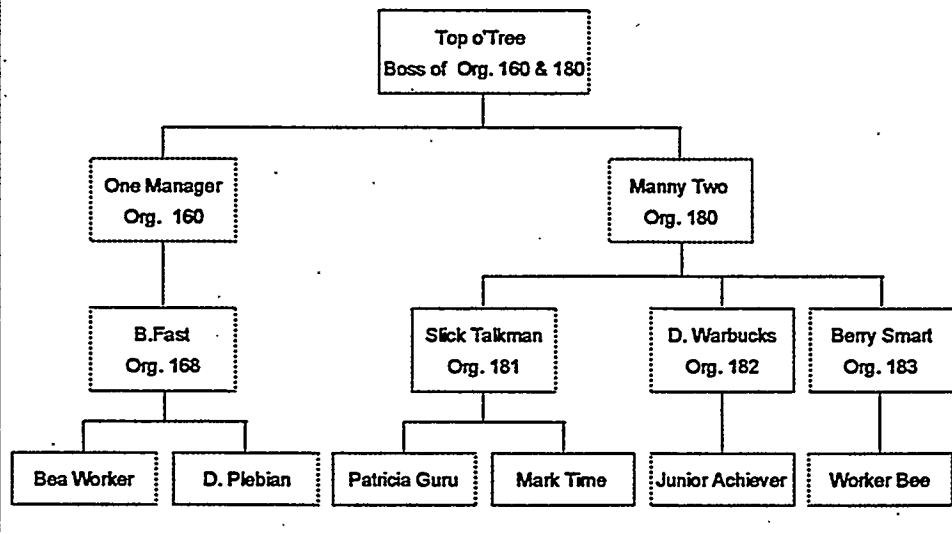 Top o'Tree
Boss of Org. 160 & 180
One Manager
Org. 160
Manny Two
Org. 180
B.Fast
Org. 168
Slick Talkman
Org. 181
D. Warbucks
Org. 182
Berry Smart
Org. 183
Bea Worker
D. Plebian
Patricia Guru
Mark Time
Junior Achiever
Worker Bee